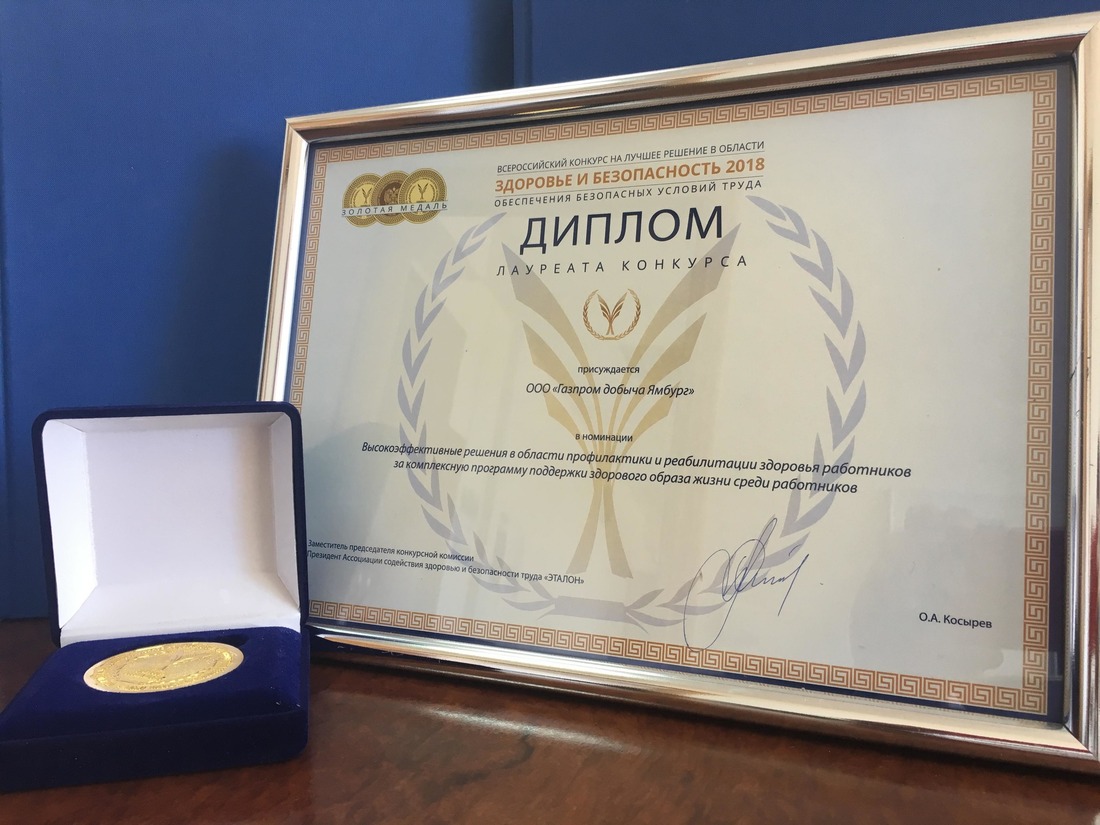 ВСЕРОССИЙСКИЙ КОНКУРС НА ЛУЧШЕЕ РЕШЕНИЕ В ОБЛАСТИ
ЗДОРОВЬЕ И БЕЗОПАСНОСТЬ 2018
ОБЕСПЕЧЕНИЯ БЕЗОПАСНЫХ УСЛОВИЙ ТРУДА
ЗОЛОТАЯ МЕДАЛЬ
ДИПЛОМ
ЛАУРЕАТА КОНКУРСА
присуждается
ООО «Газпром добыча Ямбург»
в номинации
Высокоэффективные решения в области профилактики и реабилитации здоровья работников
за комплексную программу поддержки здорового образа жизни среди работников
Заместитель председателя конкурсной комиссии
Президент Ассоциации содействия здоровью и безопасности труда «ЭТАЛОН»
О.А. Косырев